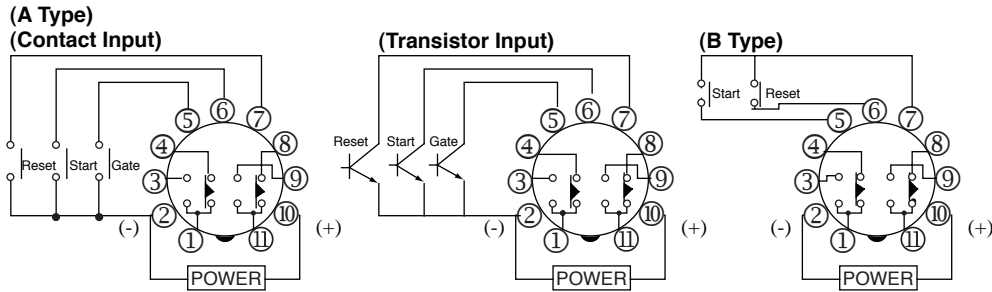 (A Type)
(Contact Input)
Reset Start Gate
① ② ③ ④ ⑤ ⑥ ⑦ ⑧ ⑨ ⑩ ⑪
(-) (+)
POWER
(Transistor Input)
Reset Start Gate
① ② ③ ④ ⑤ ⑥ ⑦ ⑧ ⑨ ⑩ ⑪
(-) (+)
POWER
(B Type)
Start Reset
① ② ③ ④ ⑤ ⑥ ⑦ ⑧ ⑨ ⑩ ⑪
(-) (+)
POWER